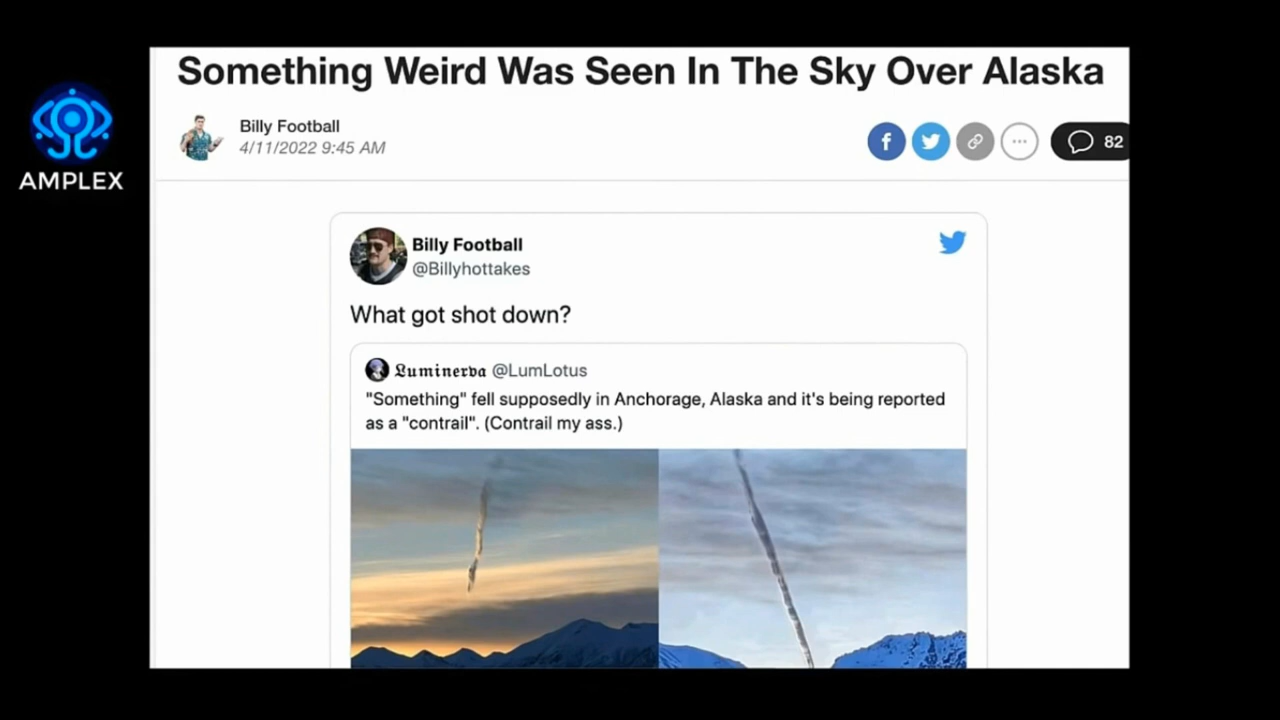 Something Weird Was Seen In The Sky Over Alaska
Billy Football
4/11/2022 9:45 AM
f
82
AMPLEX
Billy Football
@Billyhottakes
What got shot down?
𝕷𝖚𝖒𝖎𝖓𝖊𝖗𝖛𝖆 @LumLotus
"Something" fell supposedly in Anchorage, Alaska and it's being reported
as a "contrail". (Contrail my ass.)